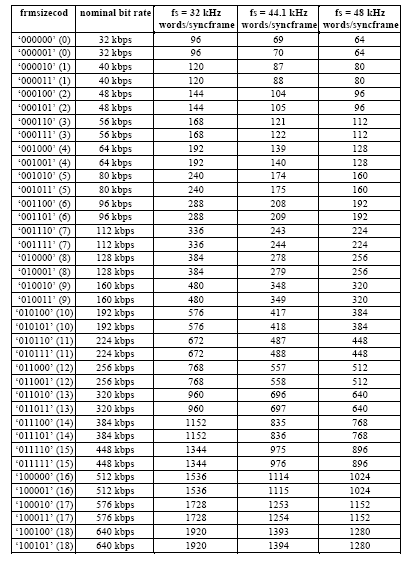 frmsizecod nominal bit rate fs = 32 kHz words/syncframe fs = 44.1 kHz words/syncframe fs = 48 kHz words/syncframe
‘000000’ (0) 32 kbps 96 69 64
‘000001’ (0) 32 kbps 96 70 64
‘000010’ (1) 40 kbps 120 87 80
‘000011’ (1) 40 kbps 120 88 80
‘000100’ (2) 48 kbps 144 104 96
‘000101’ (2) 48 kbps 144 105 96
‘000110’ (3) 56 kbps 168 121 112
‘000111’ (3) 56 kbps 168 122 112
‘001000’ (4) 64 kbps 192 139 128
‘001001’ (4) 64 kbps 192 140 128
‘001010’ (5) 80 kbps 240 174 160
‘001011’ (5) 80 kbps 240 175 160
‘001100’ (6) 96 kbps 288 208 192
‘001101’ (6) 96 kbps 288 209 192
‘001110’ (7) 112 kbps 336 243 224
‘001111’ (7) 112 kbps 336 244 224
‘010000’ (8) 128 kbps 384 278 256
‘010001’ (8) 128 kbps 384 279 256
‘010010’ (9) 160 kbps 480 348 320
‘010011’ (9) 160 kbps 480 349 320
‘010100’ (10) 192 kbps 576 417 384
‘010101’ (10) 192 kbps 576 418 384
‘010110’ (11) 224 kbps 672 487 448
‘010111’ (11) 224 kbps 672 488 448
‘011000’ (12) 256 kbps 768 557 512
‘011001’ (12) 256 kbps 768 558 512
‘011010’ (13) 320 kbps 960 696 640
‘011011’ (13) 320 kbps 960 697 640
‘011100’ (14) 384 kbps 1152 835 768
‘011101’ (14) 384 kbps 1152 836 768
‘011110’ (15) 448 kbps 1344 975 896
‘011111’ (15) 448 kbps 1344 976 896
‘100000’ (16) 512 kbps 1536 1114 1024
‘100001’ (16) 512 kbps 1536 1115 1024
‘100010’ (17) 576 kbps 1728 1253 1152
‘100011’ (17) 576 kbps 1728 1254 1152
‘100100’ (18) 640 kbps 1920 1393 1280
‘100101’ (18) 640 kbps 1920 1394 1280